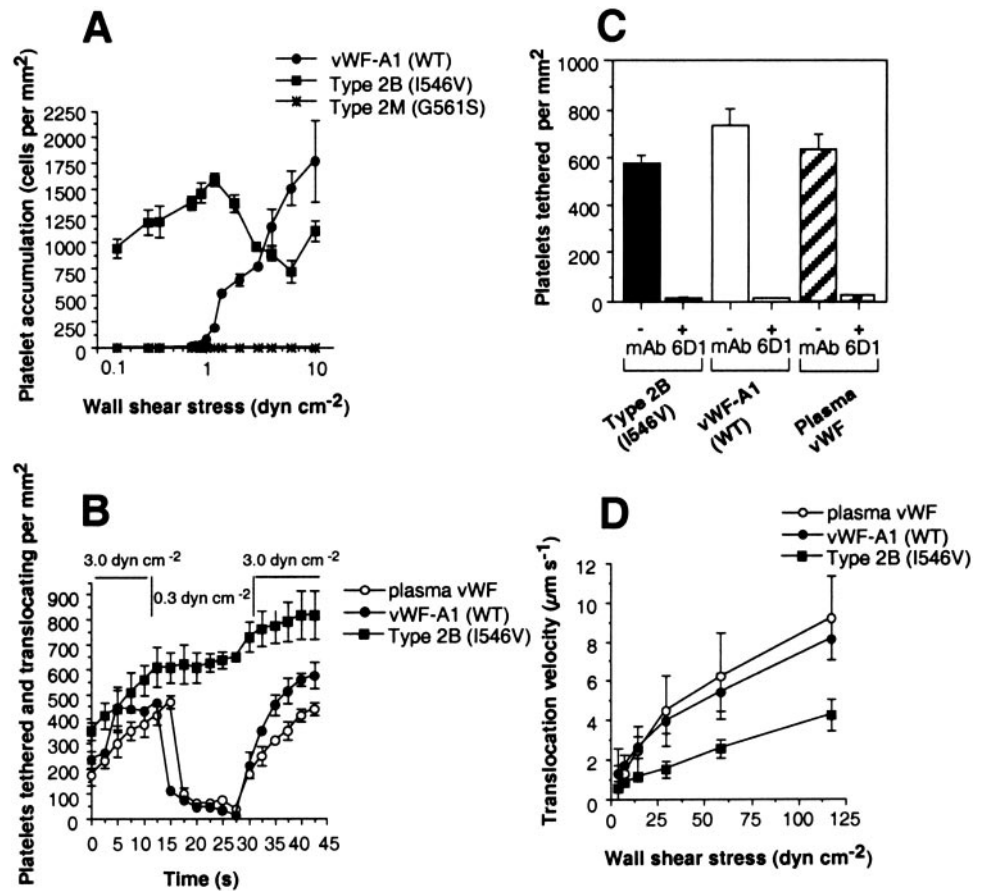 A
vWF-A1 (WT)
Type 2B (I546V)
Type 2M (G561S)
Platelet accumulation (cells per mm2)
2250
2000
1750
1500
1250
1000
750
500
250
0
0.1 1 10
Wall shear stress (dyn cm-2)
C
Platelets tethered per mm2
1000
800
600
400
200
0
- + - + - +
mAb 6D1 mAb 6D1 mAb 6D1
Type 2B
(I546V)
vWF-A1
(WT)
Plasma
vWF
B
Platelets tethered and translocating per mm2
3.0 dyn cm-2
0.3 dyn cm-2
3.0 dyn cm-2
plasma vWF
vWF-A1 (WT)
Type 2B (I546V)
900
800
700
600
500
400
300
200
100
0
0 5 10 15 20 25 30 35 40 45
Time (s)
D
plasma vWF
vWF-A1 (WT)
Type 2B (I546V)
Translocation velocity (µm s-1)
12
10
8
6
4
2
0
0 25 50 75 100 125
Wall shear stress (dyn cm-2)